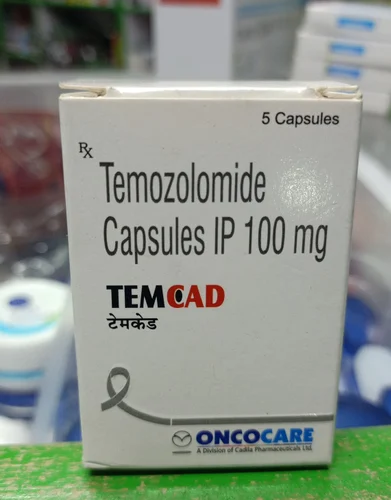 5 Capsules
Rx
Temozolomide
Capsules IP 100 mg
TEMCAD
टेमकेड
ONCOCARE
A Division of Cadila Pharmaceuticals Ltd.